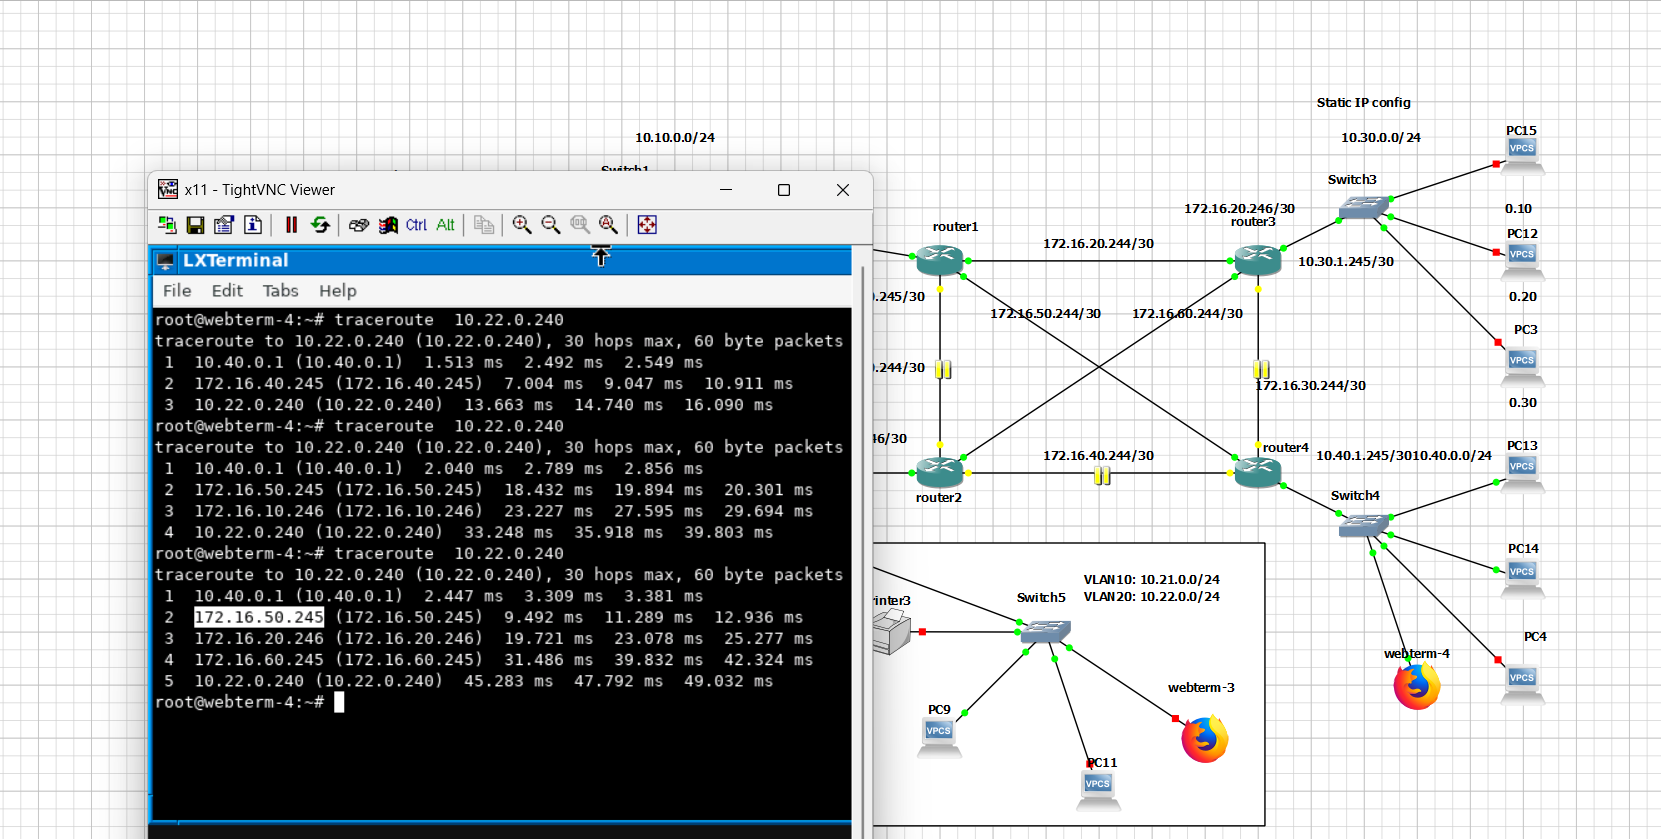 Static IP config
10.10.0.0/24
10.30.0.0/24
PC15
VPCS
Switch3
x11 - TightVNC Viewer
Ctrl Alt
172.16.20.246/30
0.10
router1
router3
PC12
VPCS
172.16.20.244/30
10.30.1.245/30
LXTerminal
File Edit Tabs Help
.245/30
172.16.50.244/30
172.16.60.244/30
0.20
PC3
VPCS
.244/30
172.16.30.244/30
0.30
46/30
172.16.40.244/30
router4
10.40.1.245/3010.40.0.0/24
PC13
VPCS
router2
Switch4
PC14
VPCS
root@webterm-4:~# traceroute  10.22.0.240
traceroute to 10.22.0.240 (10.22.0.240), 30 hops max, 60 byte packets
1  10.40.0.1 (10.40.0.1)  1.513 ms  2.492 ms  2.549 ms
2  172.16.40.245 (172.16.40.245)  7.004 ms  9.047 ms  10.911 ms
3  10.22.0.240 (10.22.0.240)  13.663 ms  14.740 ms  16.090 ms
root@webterm-4:~# traceroute  10.22.0.240
traceroute to 10.22.0.240 (10.22.0.240), 30 hops max, 60 byte packets
1  10.40.0.1 (10.40.0.1)  2.040 ms  2.789 ms  2.856 ms
2  172.16.50.245 (172.16.50.245)  18.432 ms  19.894 ms  20.301 ms
3  172.16.10.246 (172.16.10.246)  23.227 ms  27.595 ms  29.694 ms
4  10.22.0.240 (10.22.0.240)  33.248 ms  35.918 ms  39.803 ms
root@webterm-4:~# traceroute  10.22.0.240
traceroute to 10.22.0.240 (10.22.0.240), 30 hops max, 60 byte packets
1  10.40.0.1 (10.40.0.1)  2.447 ms  3.309 ms  3.381 ms
2  172.16.50.245 (172.16.50.245)  9.492 ms  11.289 ms  12.936 ms
3  172.16.20.246 (172.16.20.246)  19.721 ms  23.078 ms  25.277 ms
4  172.16.60.245 (172.16.60.245)  31.486 ms  39.832 ms  42.324 ms
5  10.22.0.240 (10.22.0.240)  45.283 ms  47.792 ms  49.032 ms
root@webterm-4:~#
VLAN10: 10.21.0.0/24
VLAN20: 10.22.0.0/24
Switch5
inter3
PC4
VPCS
webterm-4
webterm-3
PC9
VPCS
PC11
VPCS